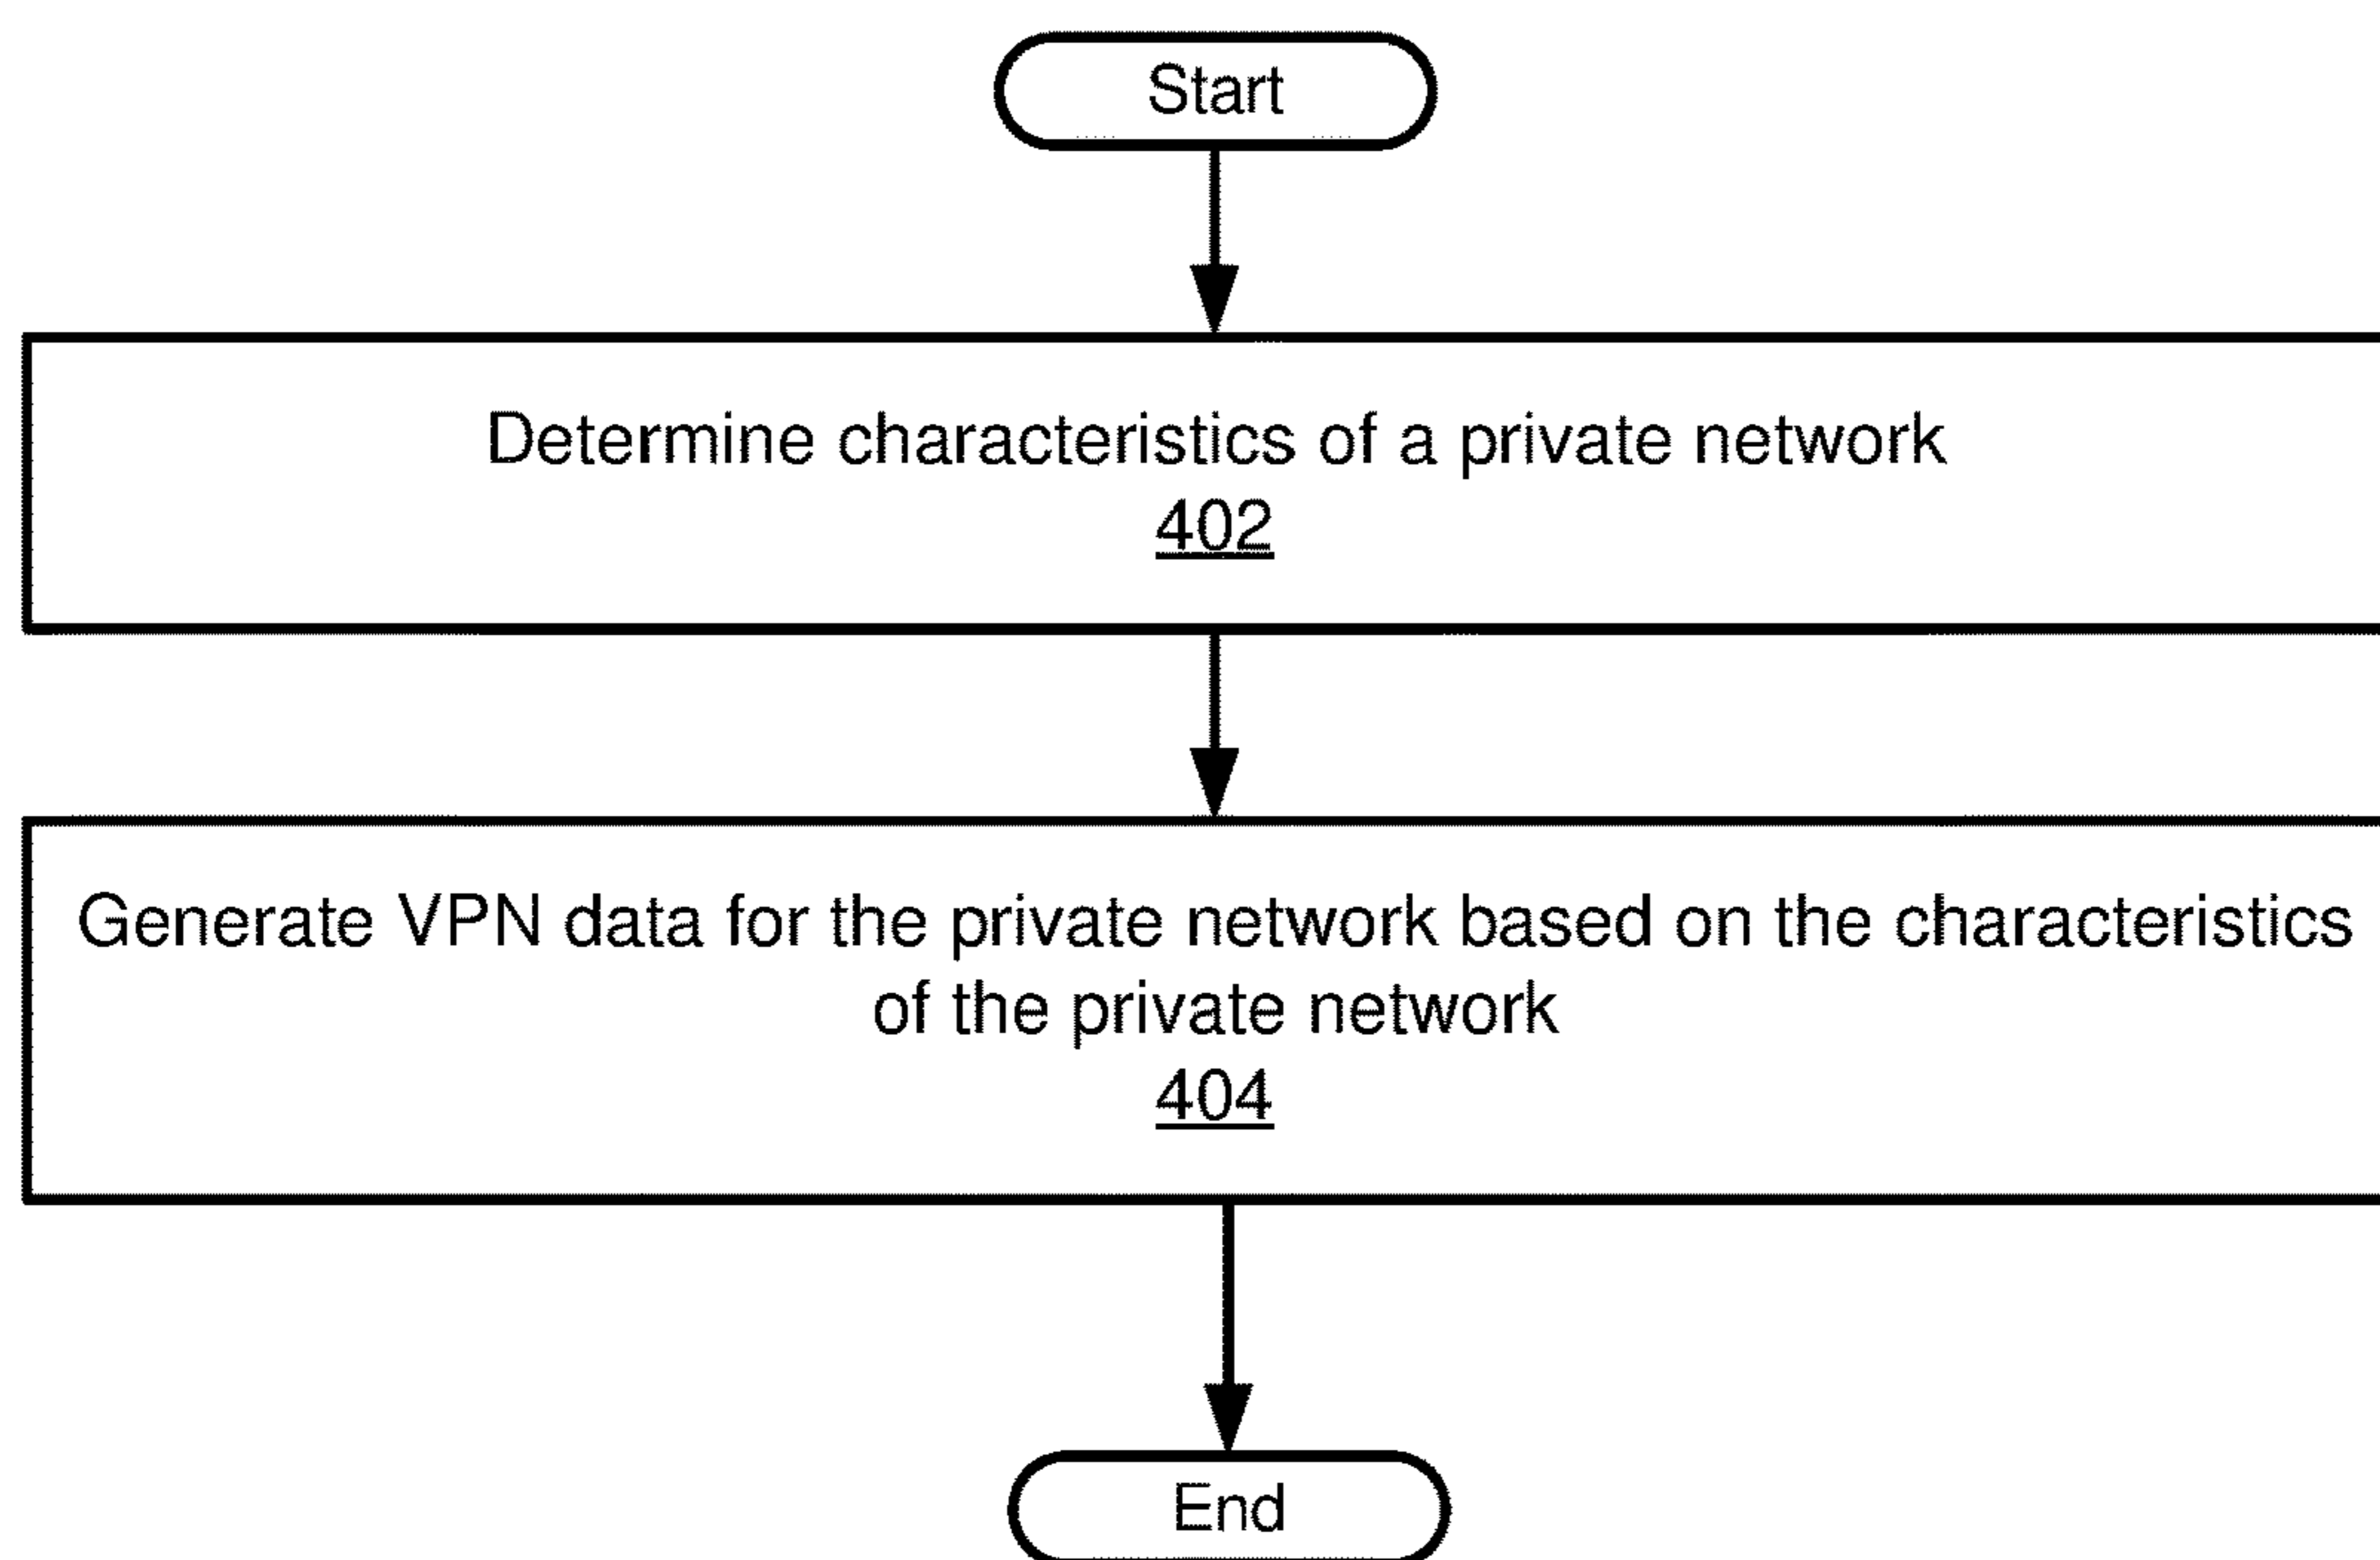 Start
Determine characteristics of a private network
402
Generate VPN data for the private network based on the characteristics
of the private network
404
End